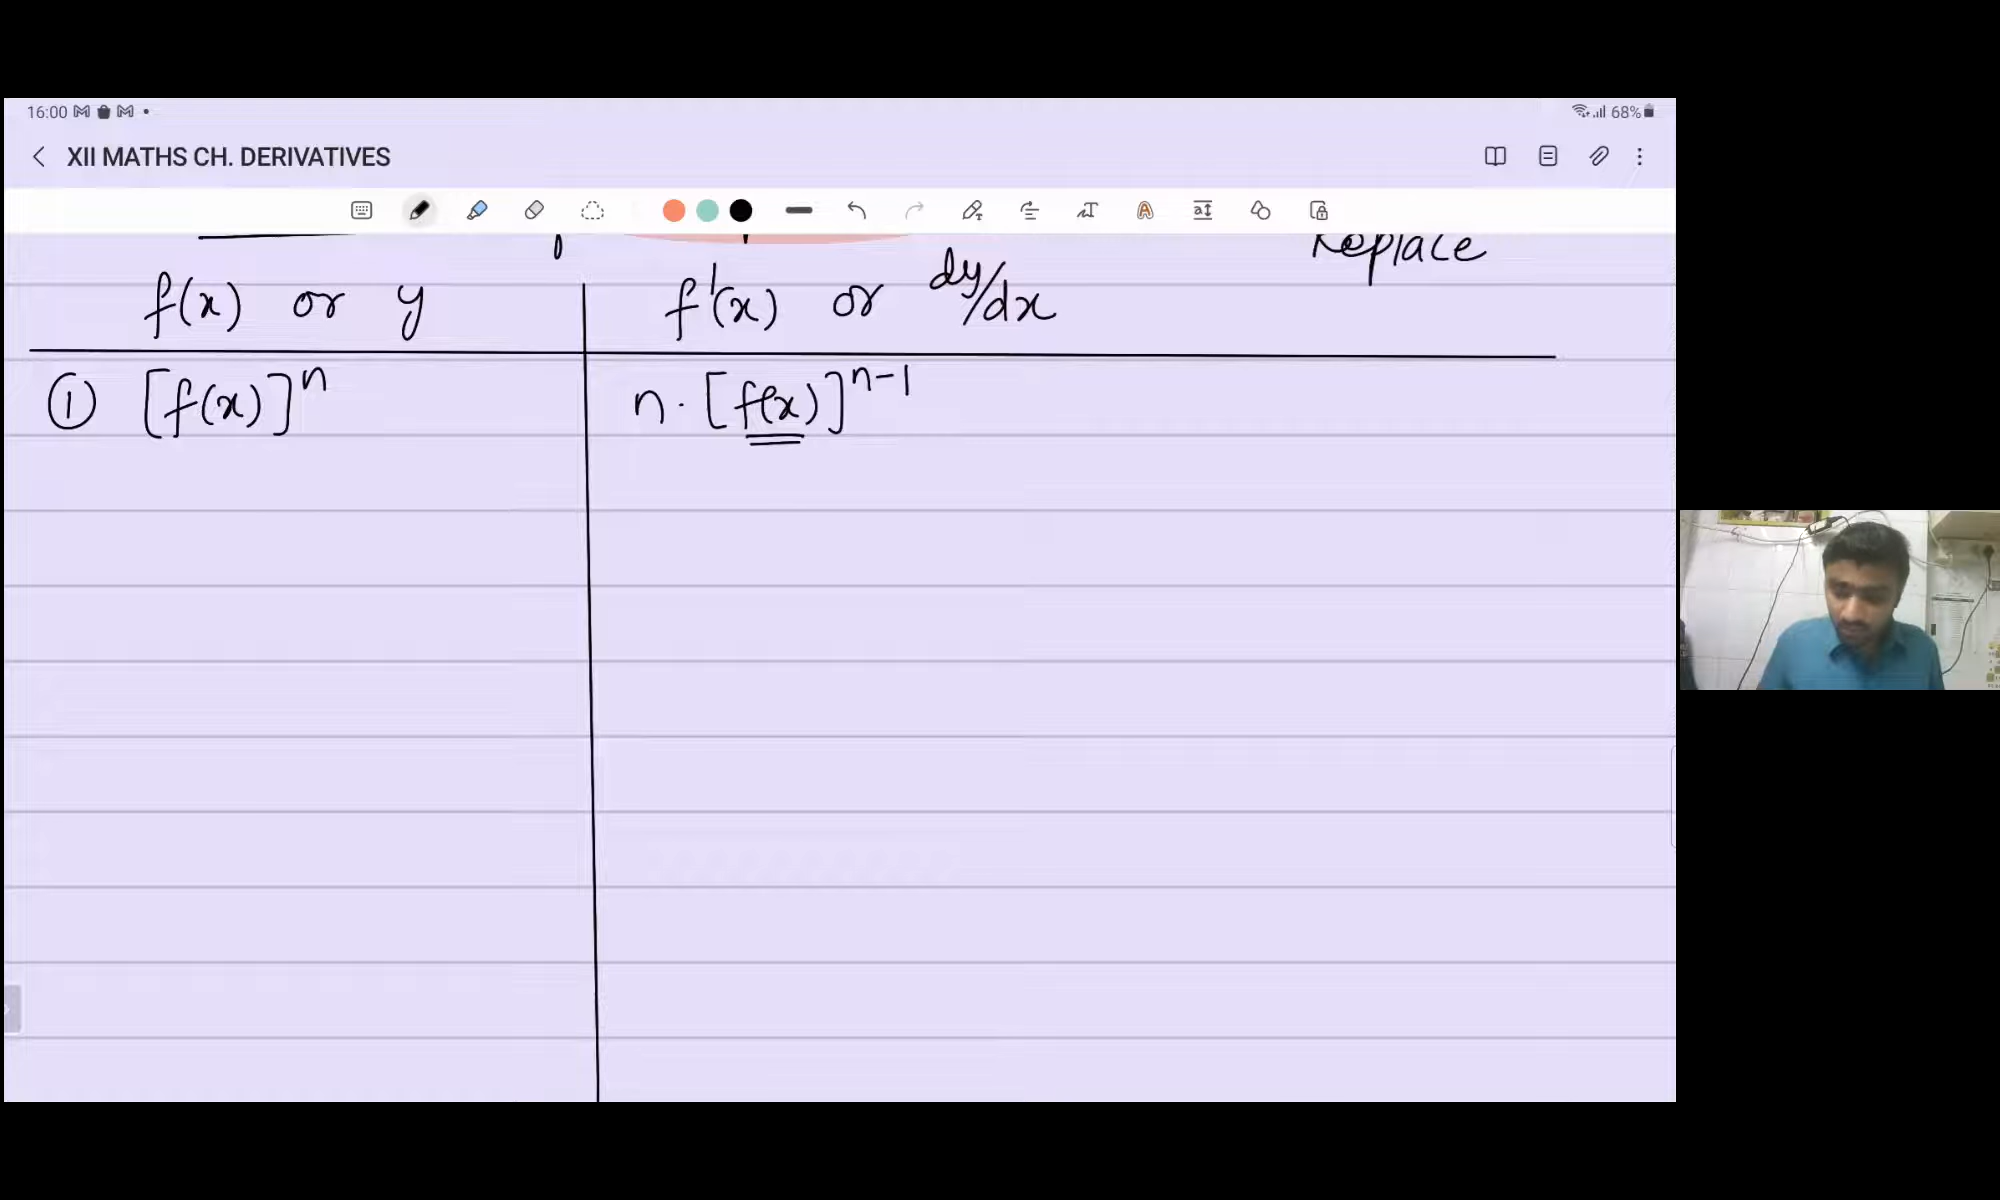 16:00
68%
XII MATHS CH. DERIVATIVES
Replace
f(x) or y f'(x) or dy/dx
① [f(x)]ⁿ n · [f(x)]ⁿ⁻¹